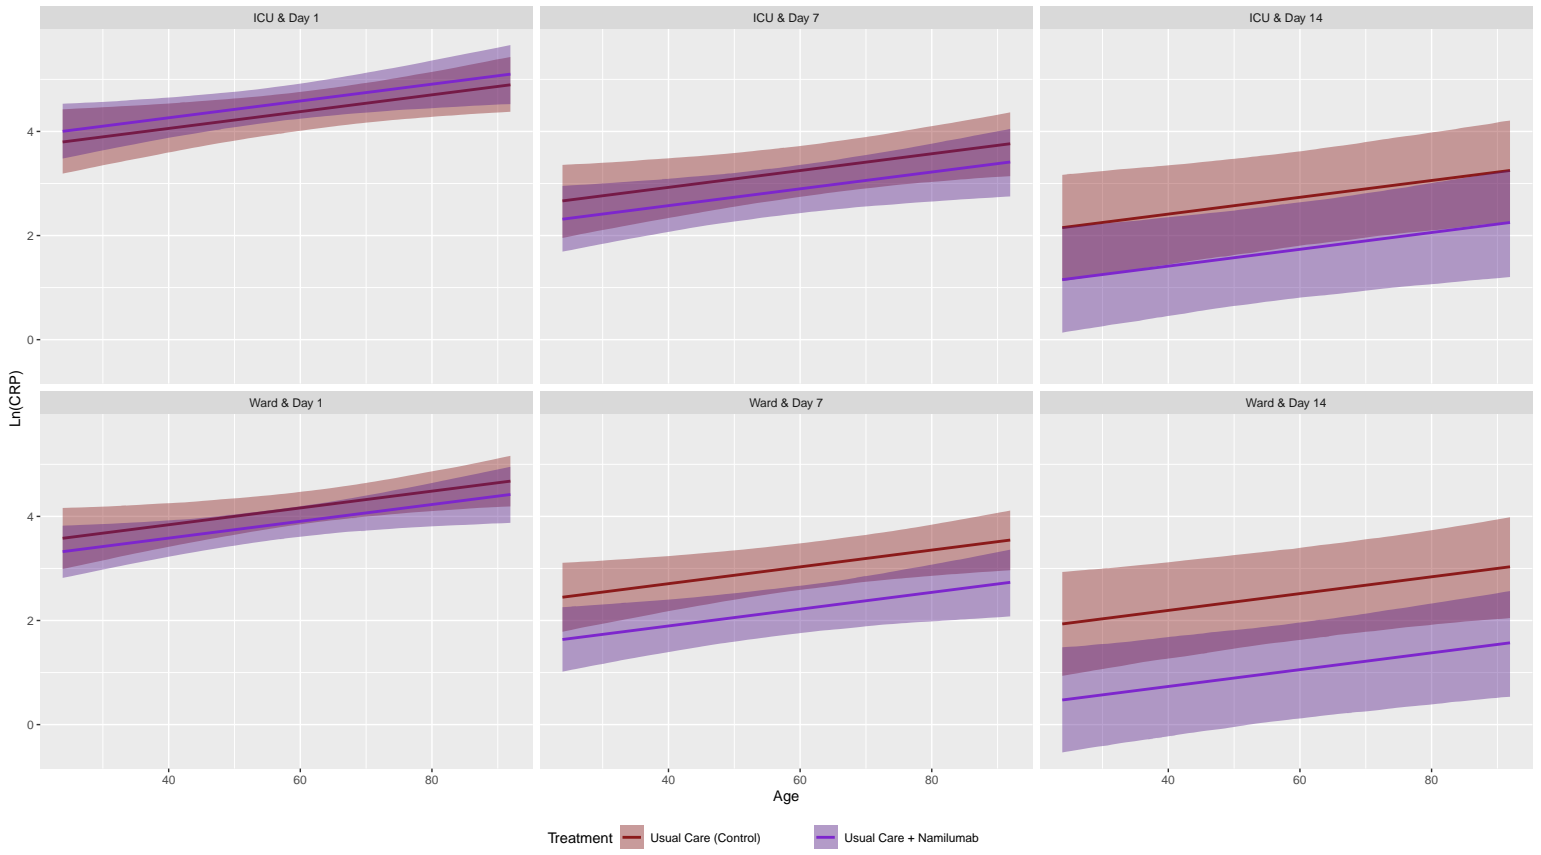 ICU & Day 1
ICU & Day 7
ICU & Day 14
4
2
0
Ln(CRP)
Ward & Day 1
Ward & Day 7
Ward & Day 14
4
2
0
40 60 80
40 60 80
40 60 80
Age
Treatment Usual Care (Control) Usual Care + Namilumab